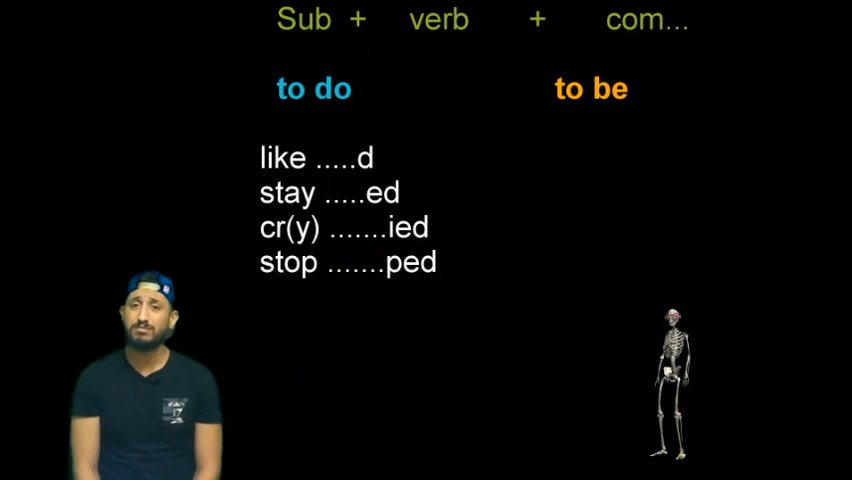 Sub + verb + com...
to do to be
like .....d
stay .....ed
cr(y) .......ied
stop .......ped